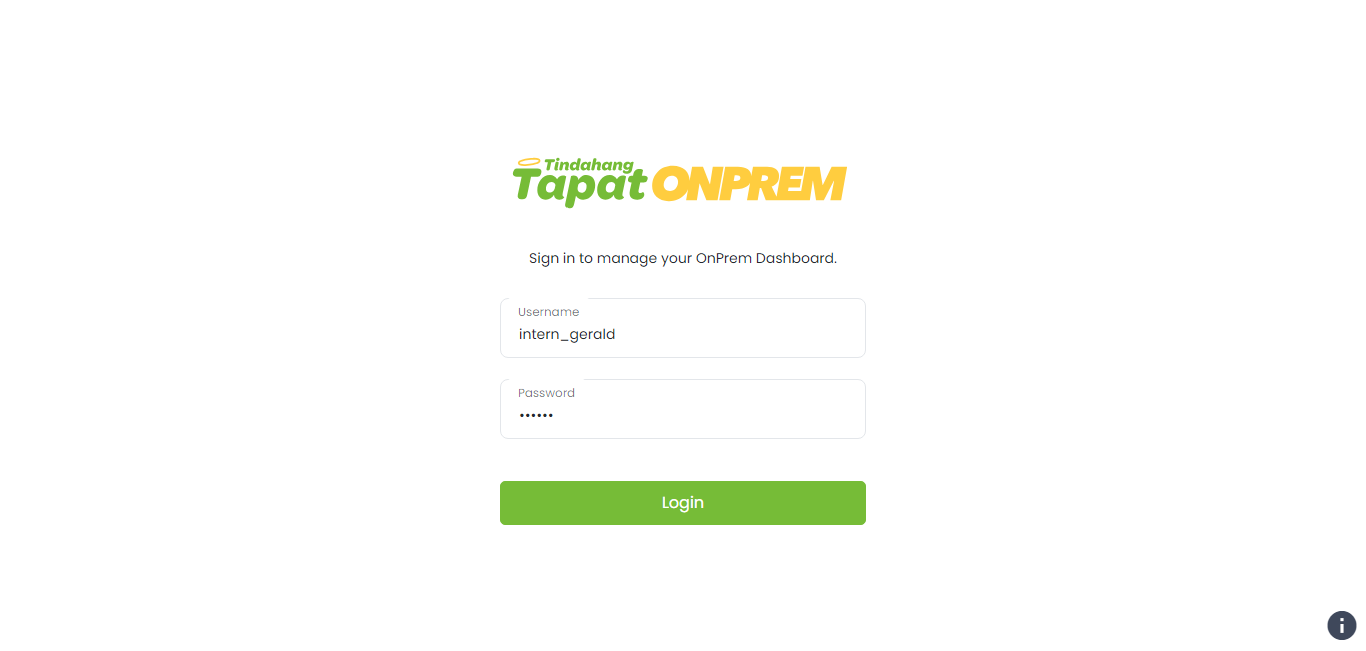 Tindahang
Tapat ONPREM
Sign in to manage your OnPrem Dashboard.
Username
intern_gerald
Password
••••••
Login
i